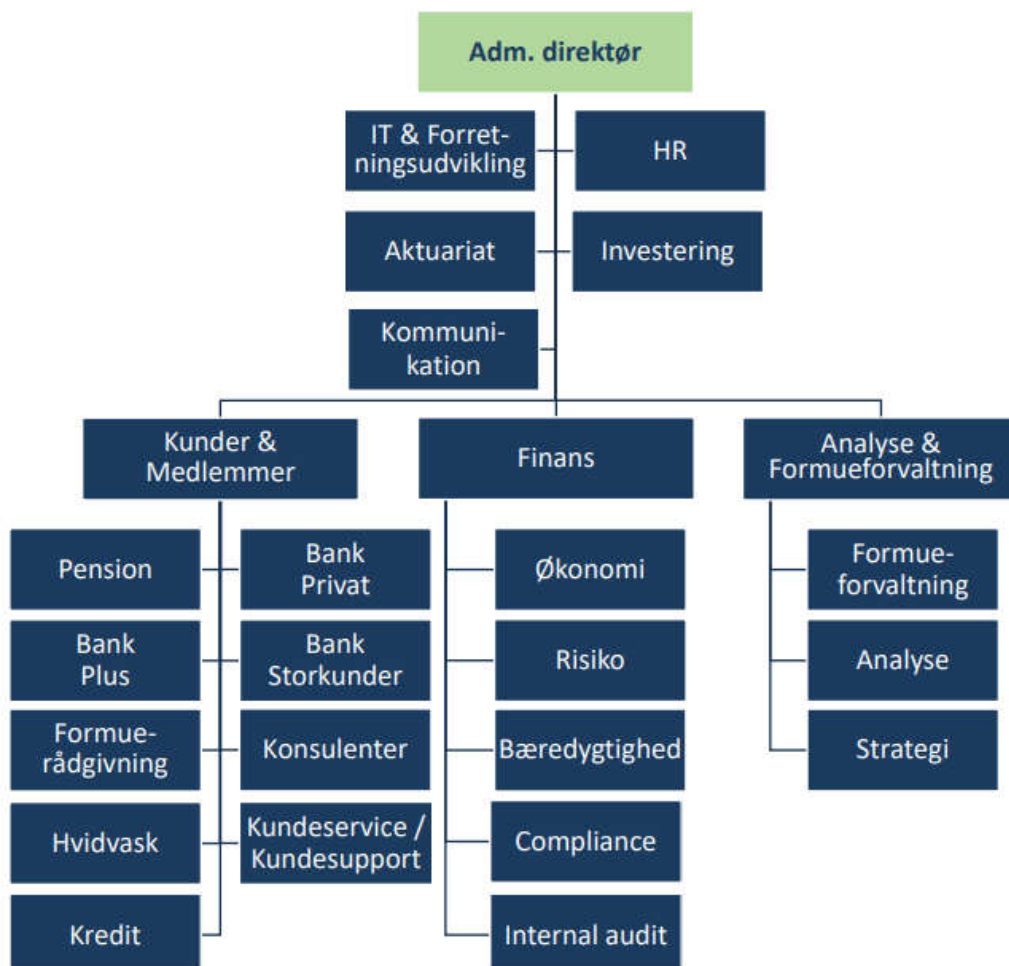 Adm. direktør
IT & Forret-
ningsudvikling
HR
Aktuariat
Investering
Kommuni-
kation
Kunder &
Medlemmer
Finans
Analyse &
Formueforvaltning
Pension
Bank
Privat
Bank
Plus
Bank
Storkunder
Formue-
rådgivning
Konsulenter
Hvidvask
Kundeservice /
Kundesupport
Kredit
Økonomi
Risiko
Bæredygtighed
Compliance
Internal audit
Formue-
forvaltning
Analyse
Strategi